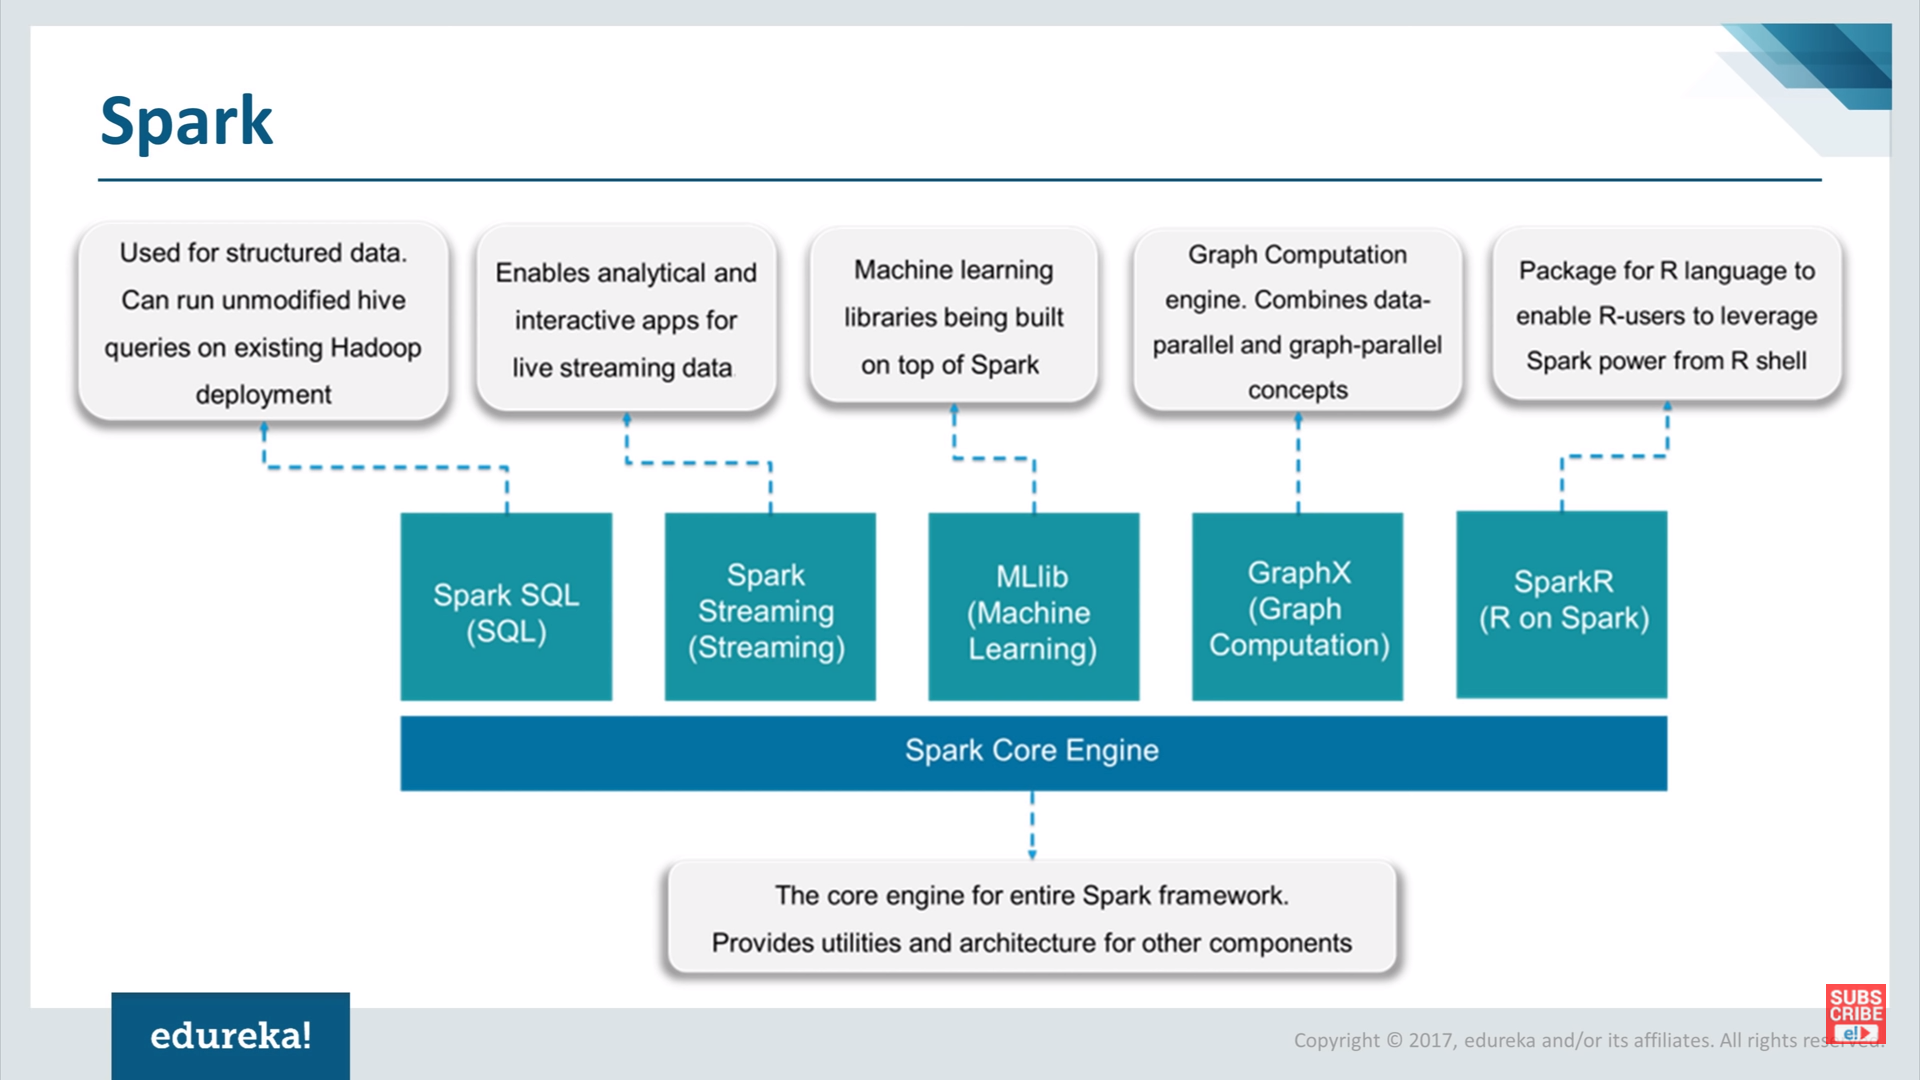 Spark
Used for structured data.
Can run unmodified hive
queries on existing Hadoop
deployment
Enables analytical and
interactive apps for
live streaming data.
Machine learning
libraries being built
on top of Spark
Graph Computation
engine. Combines data-
parallel and graph-parallel
concepts
Package for R language to
enable R-users to leverage
Spark power from R shell
Spark SQL
(SQL)
Spark
Streaming
(Streaming)
MLlib
(Machine
Learning)
GraphX
(Graph
Computation)
SparkR
(R on Spark)
Spark Core Engine
The core engine for entire Spark framework.
Provides utilities and architecture for other components
edureka!
Copyright © 2017, edureka and/or its affiliates. All rights reserved.
SUBS
CRIBE
e!